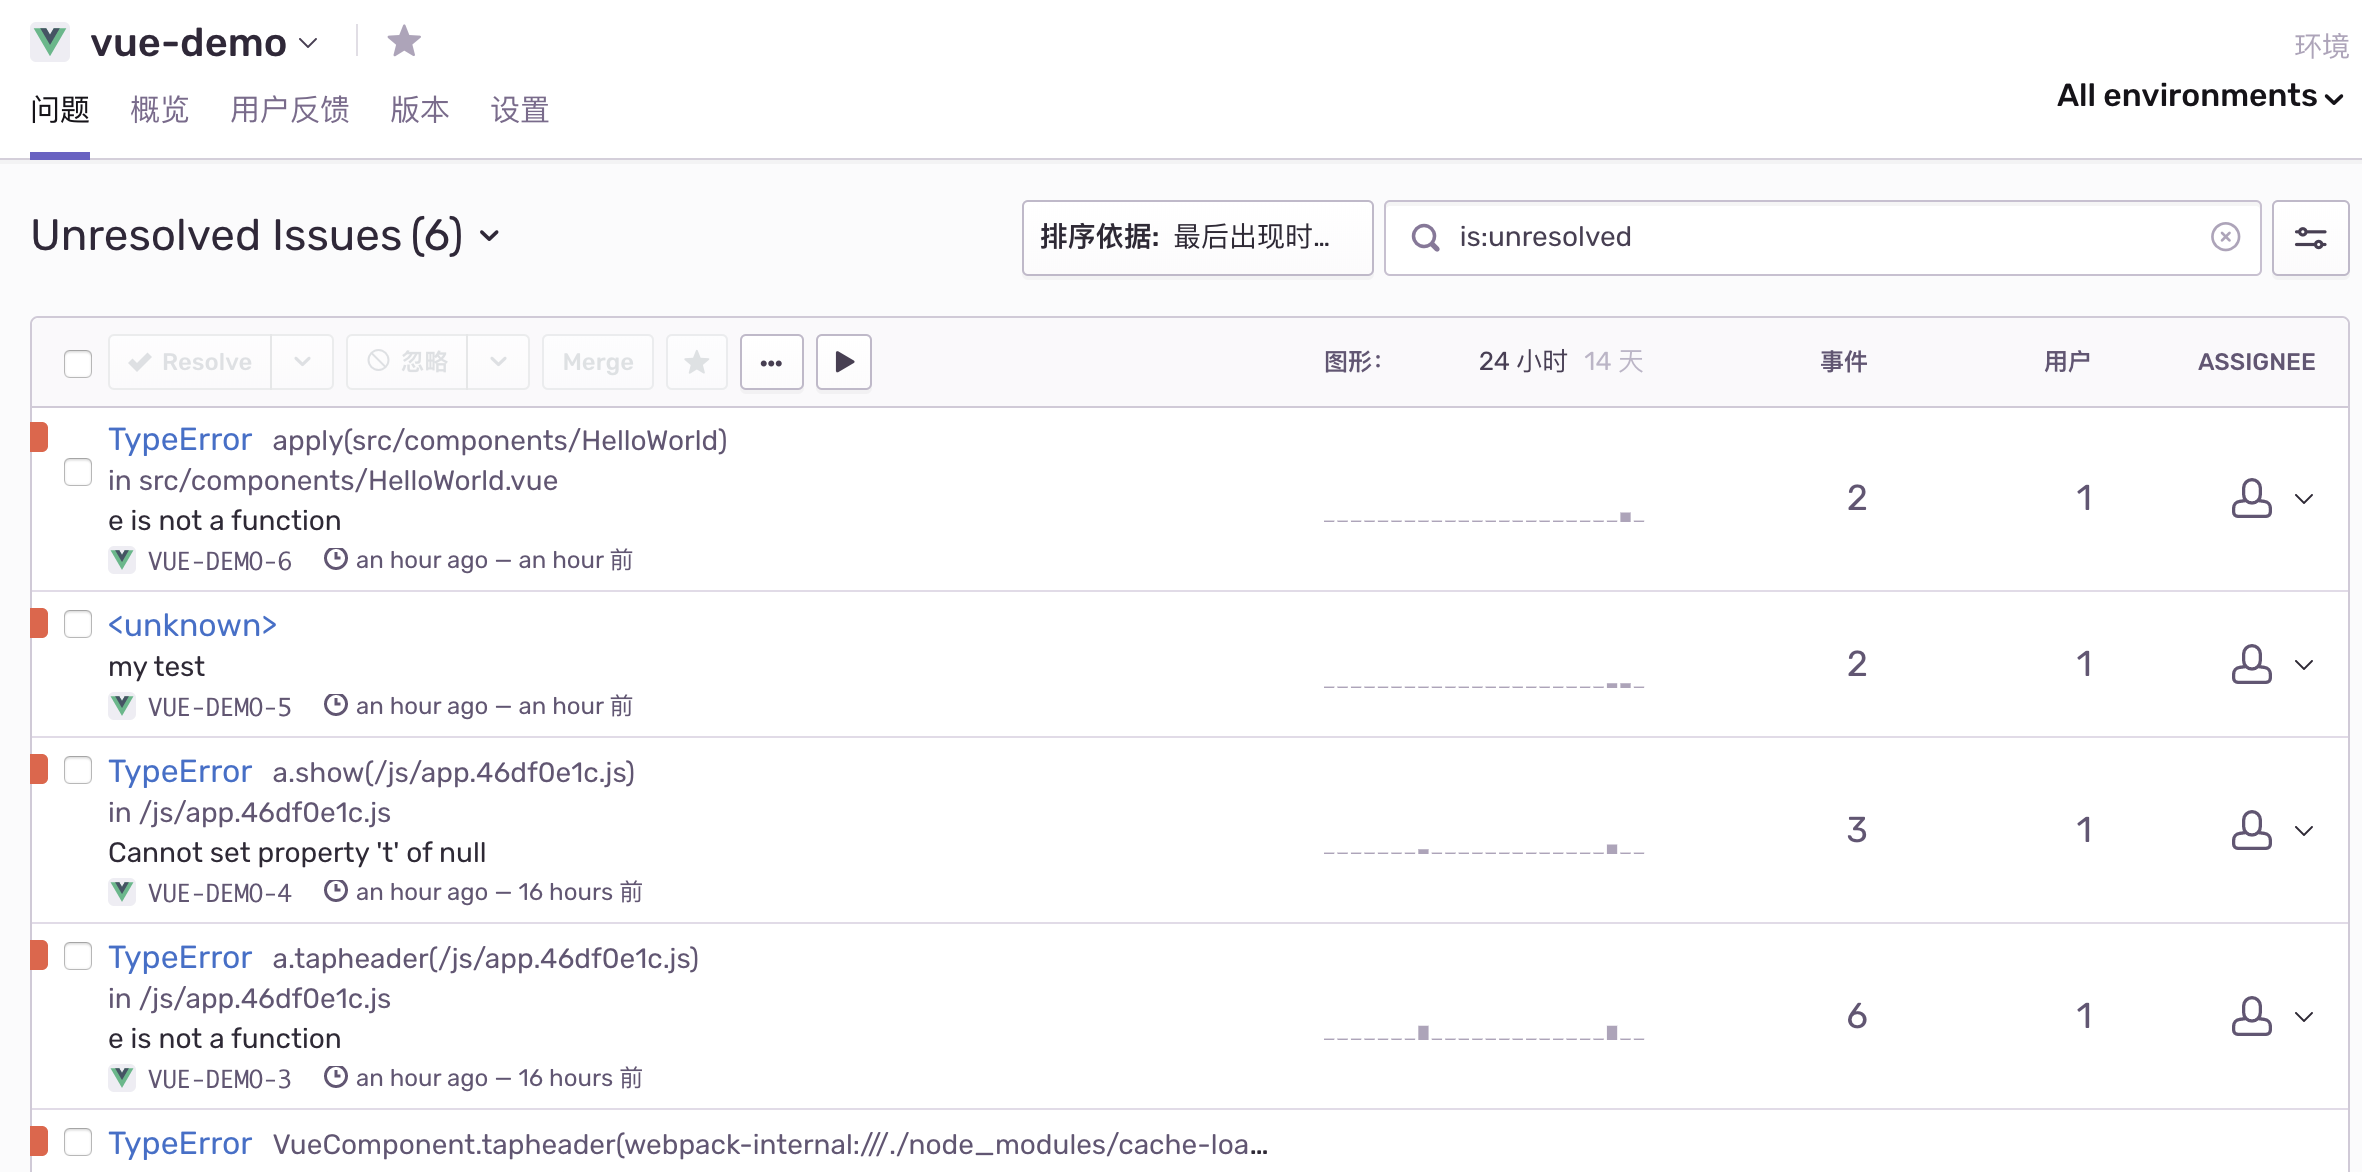 vue-demo
环境
All environments
问题 概览 用户反馈 版本 设置
Unresolved Issues (6)
排序依据: 最后出现时...
is:unresolved
Resolve 忽略 Merge ... 图形: 24 小时 14 天 事件 用户 ASSIGNEE
TypeError apply(src/components/HelloWorld)
in src/components/HelloWorld.vue
e is not a function
2 1
VUE-DEMO-6 an hour ago — an hour 前
<unknown>
my test
2 1
VUE-DEMO-5 an hour ago — an hour 前
TypeError a.show(/js/app.46df0e1c.js)
in /js/app.46df0e1c.js
Cannot set property 't' of null
3 1
VUE-DEMO-4 an hour ago — 16 hours 前
TypeError a.tapheader(/js/app.46df0e1c.js)
in /js/app.46df0e1c.js
e is not a function
6 1
VUE-DEMO-3 an hour ago — 16 hours 前
TypeError VueComponent.tapheader(webpack-internal:///./node_modules/cache-loa...